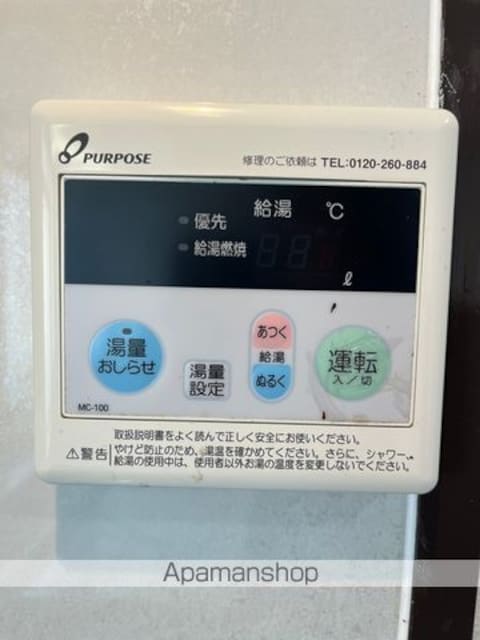 PURPOSE
修理のご依頼は TEL:0120-260-884
給湯 ℃
優先
給湯燃焼
ℓ
湯量
おしらせ
湯量
設定
あつく
給湯
ぬるく
運転
入/切
MC-100
取扱説明書をよく読んで正しく安全にお使いください。
⚠警告 やけど防止のため、湯温を確かめてください。さらに、シャワー、
給湯の使用中は、使用者以外お湯の温度を変更しないでください。
Apamanshop